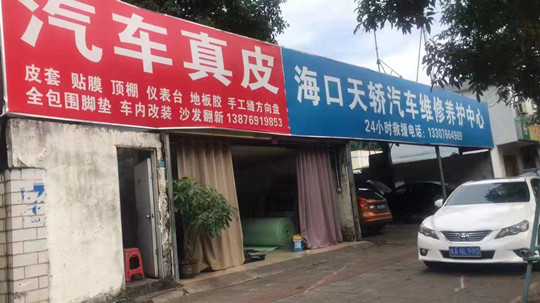 汽车真皮
皮套 贴膜 顶棚 仪表台 地板胶 手工缝方向盘
全包围脚垫 车内改装 沙发翻新 13876919853
海口天轿汽车维修养护中心
24小时救援电话: 13387604969